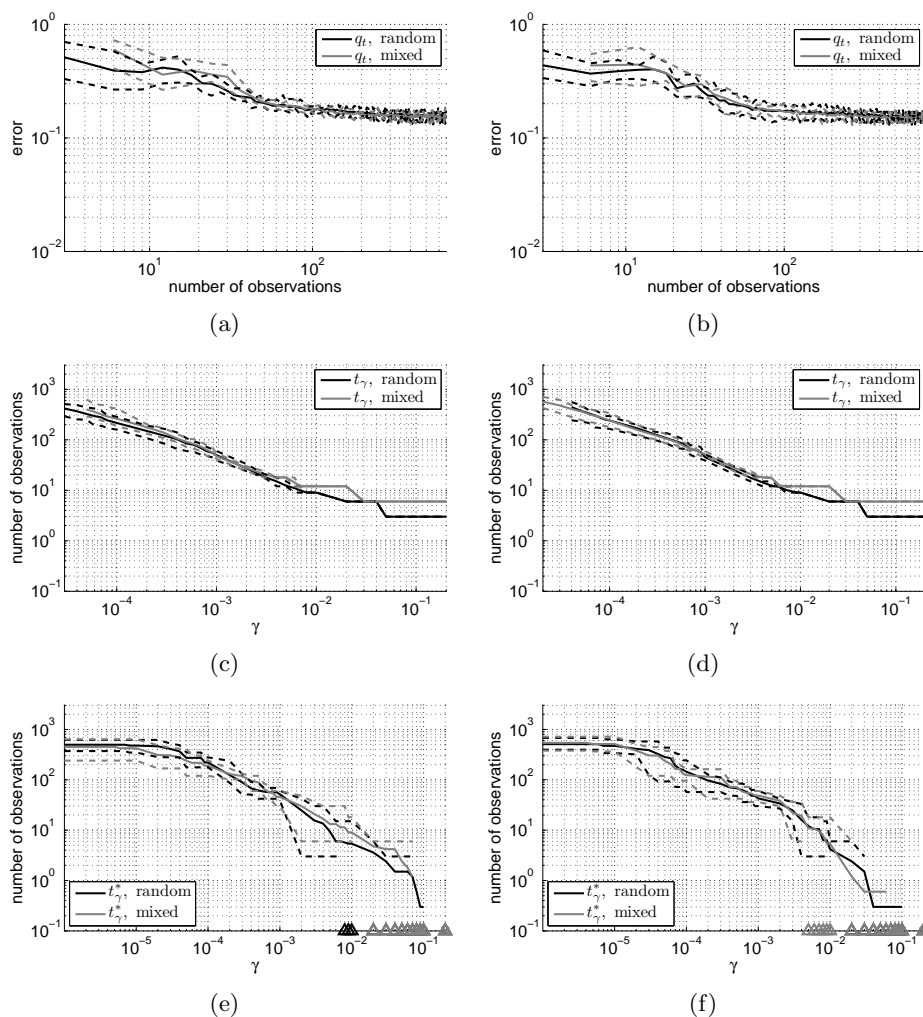 10^0
10^-1
10^-2
error
10^1
10^2
number of observations
q_t, random
q_t, mixed
(a)
10^0
10^-1
10^-2
error
10^1
10^2
number of observations
q_t, random
q_t, mixed
(b)
10^3
10^2
10^1
10^0
10^-1
number of observations
10^-4
10^-3
10^-2
10^-1
γ
t_γ, random
t_γ, mixed
(c)
10^3
10^2
10^1
10^0
10^-1
number of observations
10^-4
10^-3
10^-2
10^-1
γ
t_γ, random
t_γ, mixed
(d)
10^3
10^2
10^1
10^0
10^-1
number of observations
t*_γ, random
t*_γ, mixed
10^-5
10^-4
10^-3
10^-2
10^-1
γ
(e)
10^3
10^2
10^1
10^0
10^-1
number of observations
t*_γ, random
t*_γ, mixed
10^-5
10^-4
10^-3
10^-2
10^-1
γ
(f)